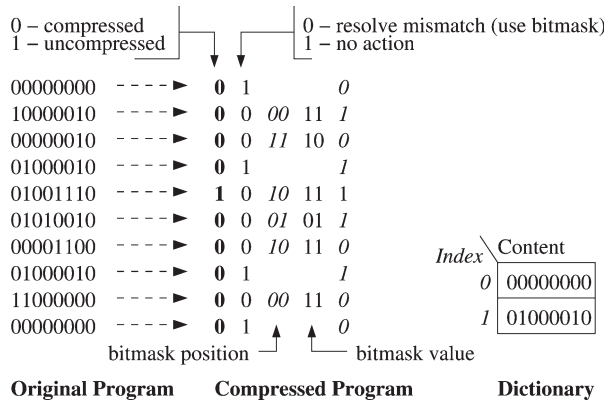 0 – compressed
1 – uncompressed
0 – resolve mismatch (use bitmask)
1 – no action
00000000 0 1 0
10000010 0 0 00 11 1
00000010 0 0 11 10 0
01000010 0 1 1
01001110 1 0 10 11 1
01010010 0 0 01 01 1
00001100 0 0 10 11 0
01000010 0 1 1
11000000 0 0 00 11 0
00000000 0 1 0
bitmask position
bitmask value
Index Content
0 00000000
1 01000010
Original Program Compressed Program Dictionary